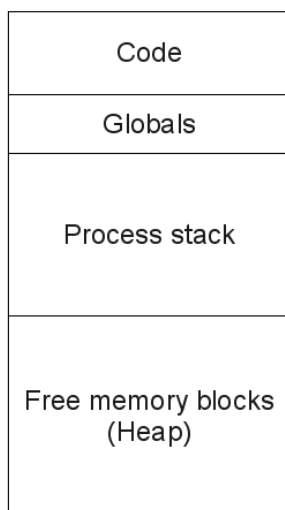 Code
Globals
Process stack
Free memory blocks
(Heap)